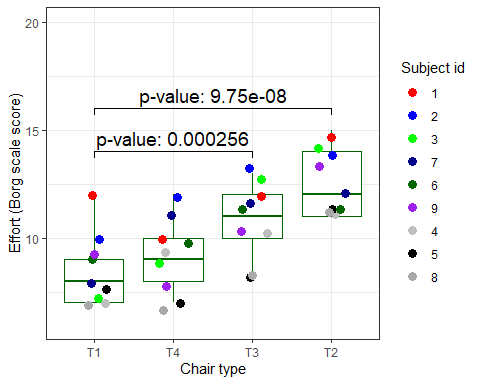 20
15
10
Effort (Borg scale score)
p-value: 9.75e-08
p-value: 0.000256
T1
T4
T3
T2
Chair type
Subject id
1
2
3
7
6
9
4
5
8